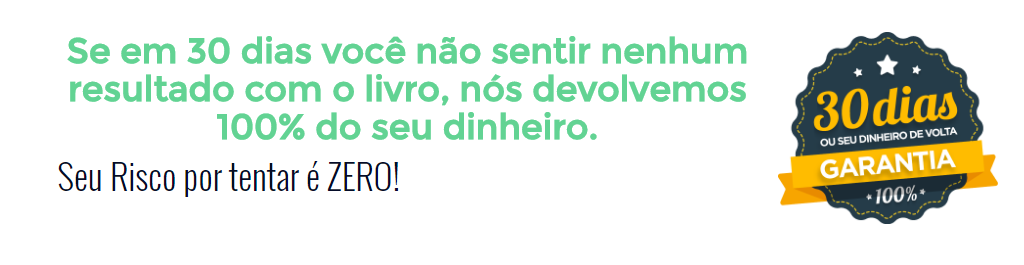 Se em 30 dias você não sentir nenhum
resultado com o livro, nós devolvemos
100% do seu dinheiro.
Seu Risco por tentar é ZERO!
30 dias
OU SEU DINHEIRO DE VOLTA
GARANTIA
*100%*